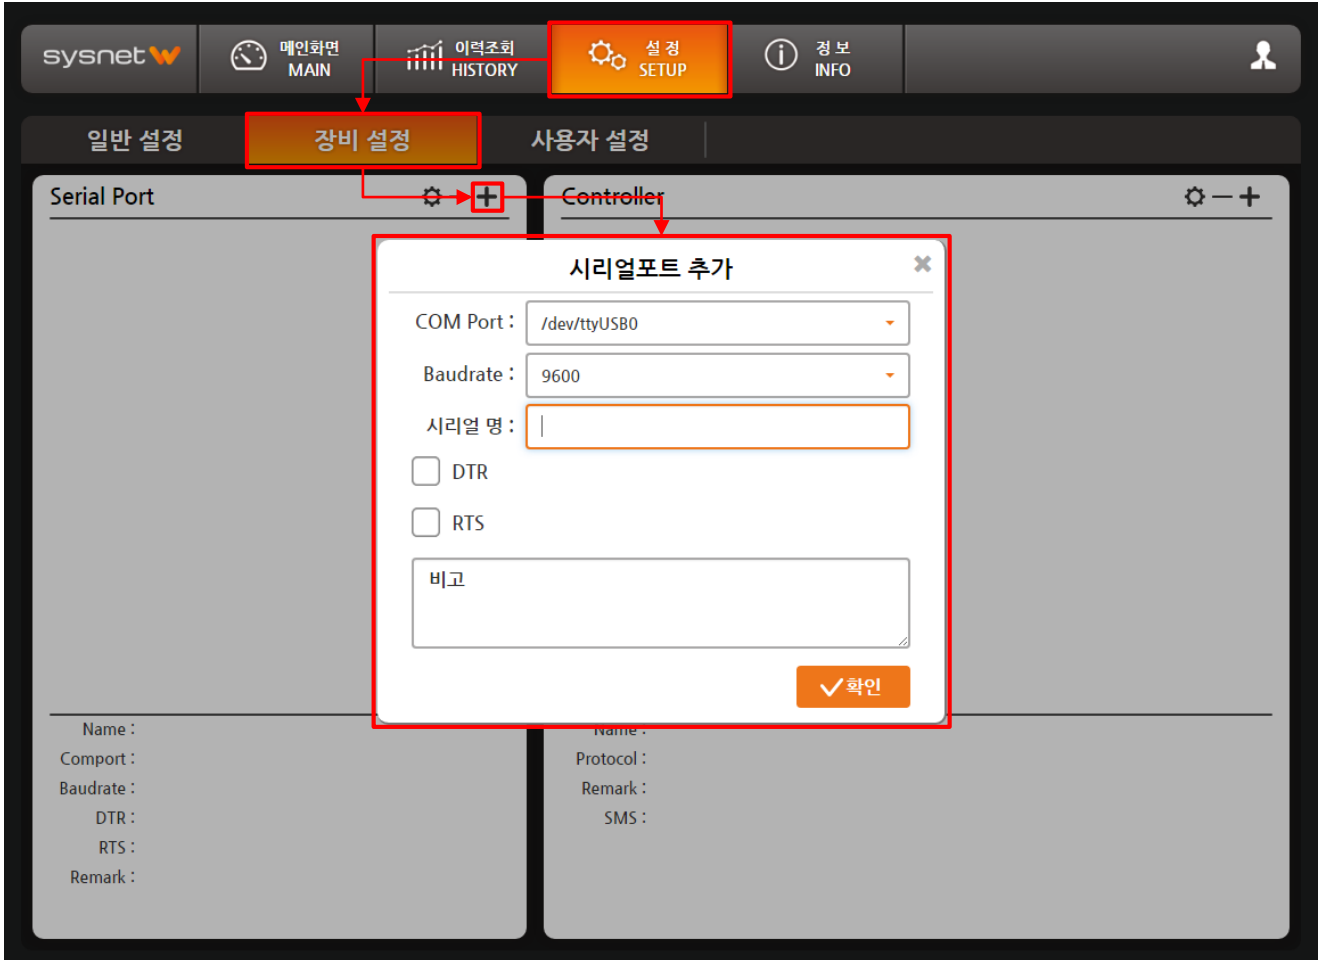 sysnet W
메인화면
MAIN
이력조회
HISTORY
설 정
SETUP
정 보
INFO
일반 설정
장비 설정
사용자 설정
Serial Port
Controller
시리얼포트 추가
COM Port :
/dev/ttyUSB0
Baudrate :
9600
시리얼 명 :
DTR
RTS
비고
확인
Name :
Comport :
Baudrate :
DTR :
RTS :
Remark :
Name :
Protocol :
Remark :
SMS :